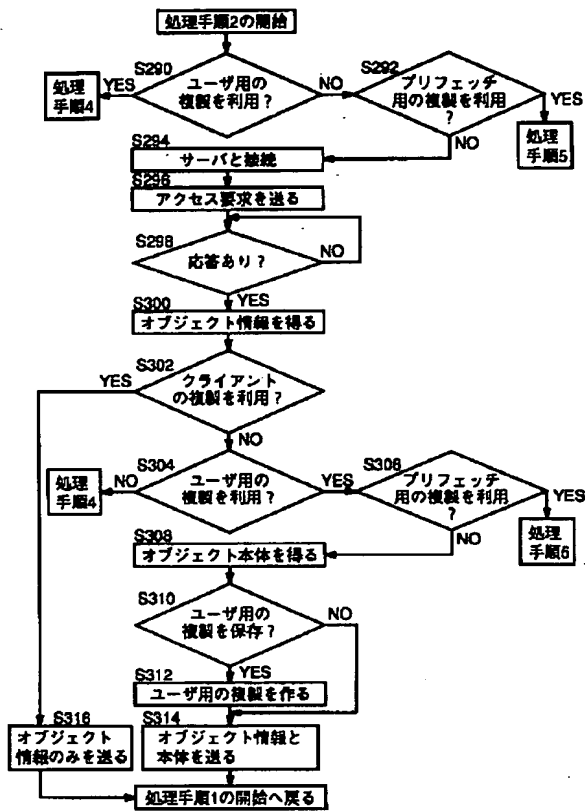 処理手順2の開始
S290
ユーザ用の
複製を利用?
YES
NO
処理
手順4
S292
プリフェッチ
用の複製を利用
?
YES
NO
処理
手順5
S294
サーバと接続
S296
アクセス要求を送る
S298
応答あり?
NO
YES
S300
オブジェクト情報を得る
S302
クライアント
の複製を利用?
YES
NO
S304
ユーザ用の
複製を利用?
NO
YES
処理
手順4
S306
プリフェッチ
用の複製を利用
?
YES
NO
処理
手順6
S308
オブジェクト本体を得る
S310
ユーザ用の
複製を保存?
NO
YES
S312
ユーザ用の複製を作る
S316
オブジェクト
情報のみを送る
S314
オブジェクト情報と
本体を送る
処理手順1の開始へ戻る